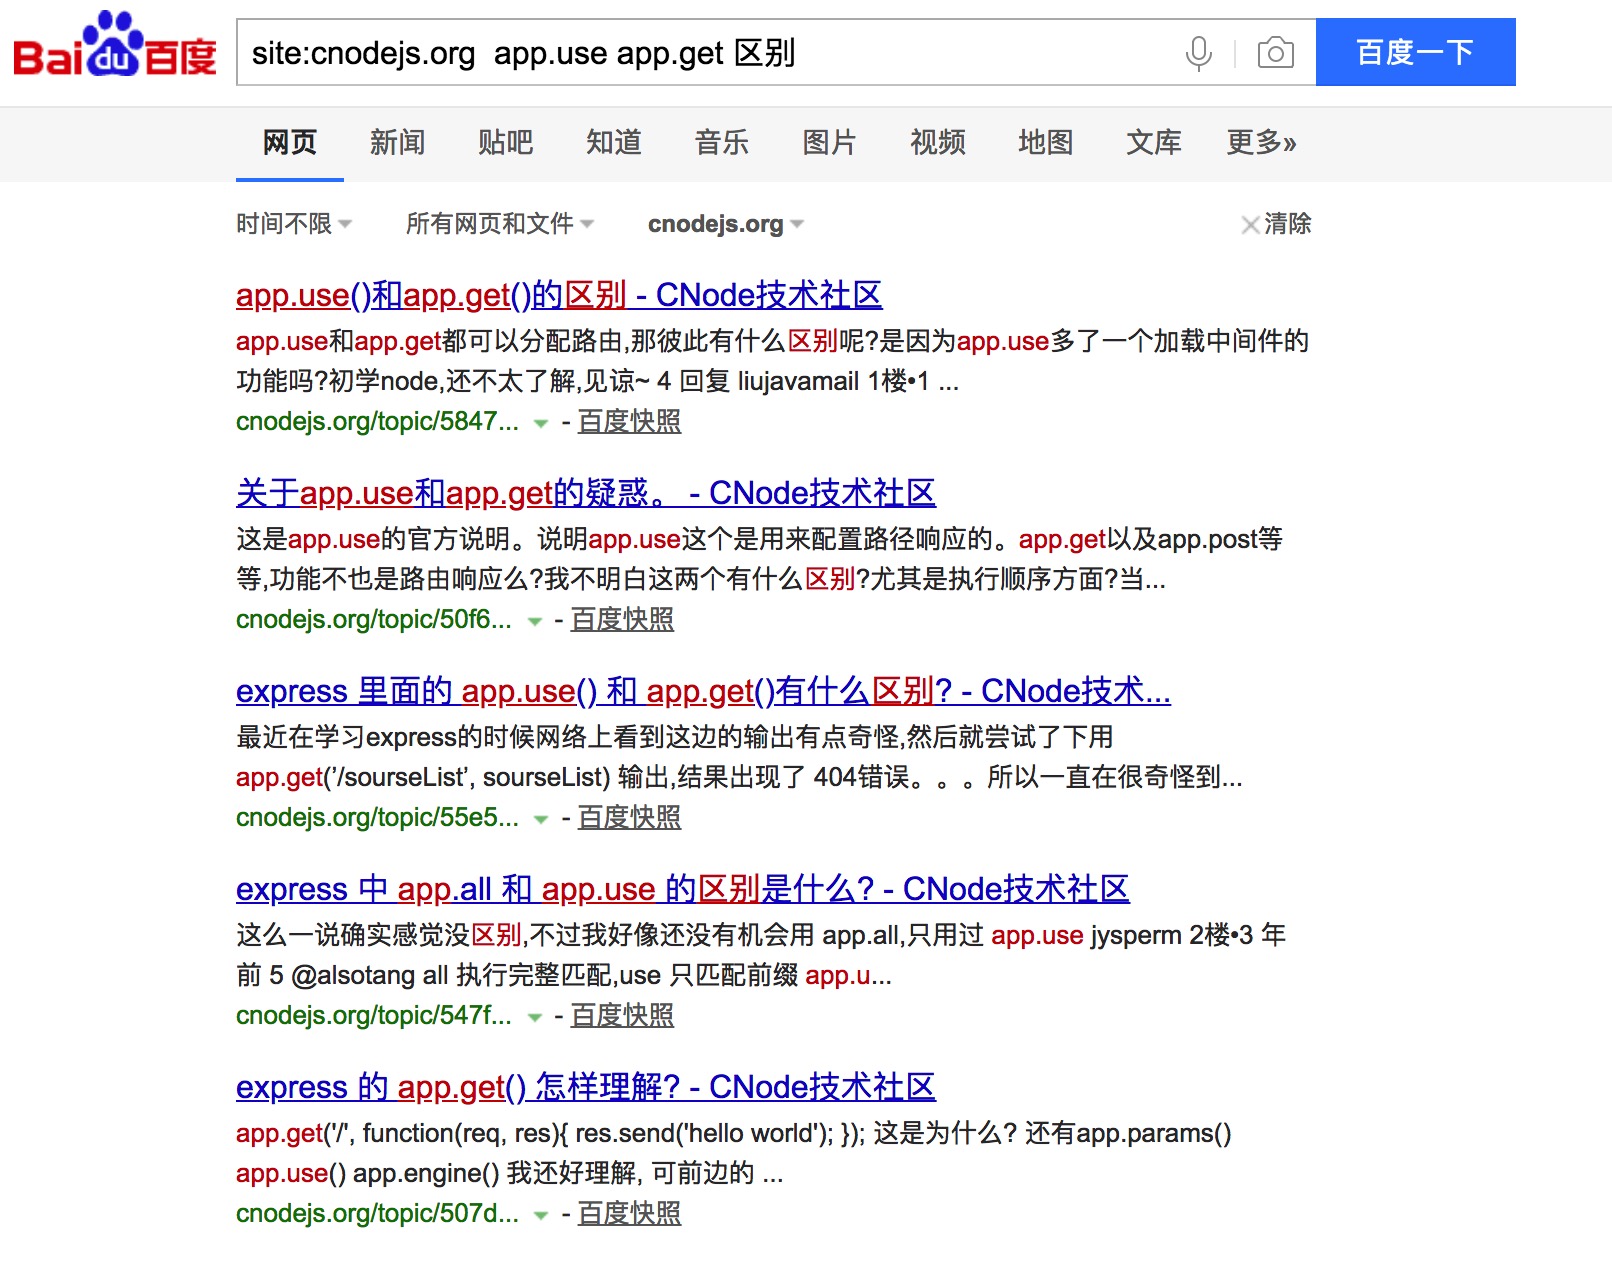 Bai du 百度
site:cnodejs.org  app.use app.get 区别
百度一下
网页 新闻 贴吧 知道 音乐 图片 视频 地图 文库 更多»
时间不限 所有网页和文件 cnodejs.org 清除
app.use()和app.get()的区别 - CNode技术社区
app.use和app.get都可以分配路由,那彼此有什么区别呢?是因为app.use多了一个加载中间件的
功能吗?初学node,还不太了解,见谅~ 4 回复 liujavamail 1楼•1 ...
cnodejs.org/topic/5847... - 百度快照
关于app.use和app.get的疑惑。 - CNode技术社区
这是app.use的官方说明。说明app.use这个是用来配置路径响应的。app.get以及app.post等
等,功能不也是路由响应么?我不明白这两个有什么区别?尤其是执行顺序方面?当...
cnodejs.org/topic/50f6... - 百度快照
express 里面的 app.use() 和 app.get()有什么区别? - CNode技术...
最近在学习express的时候网络上看到这边的输出有点奇怪,然后就尝试了下用
app.get(’/sourseList’, sourseList) 输出,结果出现了 404错误。。。所以一直在很奇怪到...
cnodejs.org/topic/55e5... - 百度快照
express 中 app.all 和 app.use 的区别是什么? - CNode技术社区
这么一说确实感觉没区别,不过我好像还没有机会用 app.all,只用过 app.use jysperm 2楼•3 年
前 5 @alsotang all 执行完整匹配,use 只匹配前缀 app.u...
cnodejs.org/topic/547f... - 百度快照
express 的 app.get() 怎样理解? - CNode技术社区
app.get('/', function(req, res){ res.send('hello world'); }); 这是为什么? 还有app.params()
app.use() app.engine() 我还好理解, 可前边的 ...
cnodejs.org/topic/507d... - 百度快照